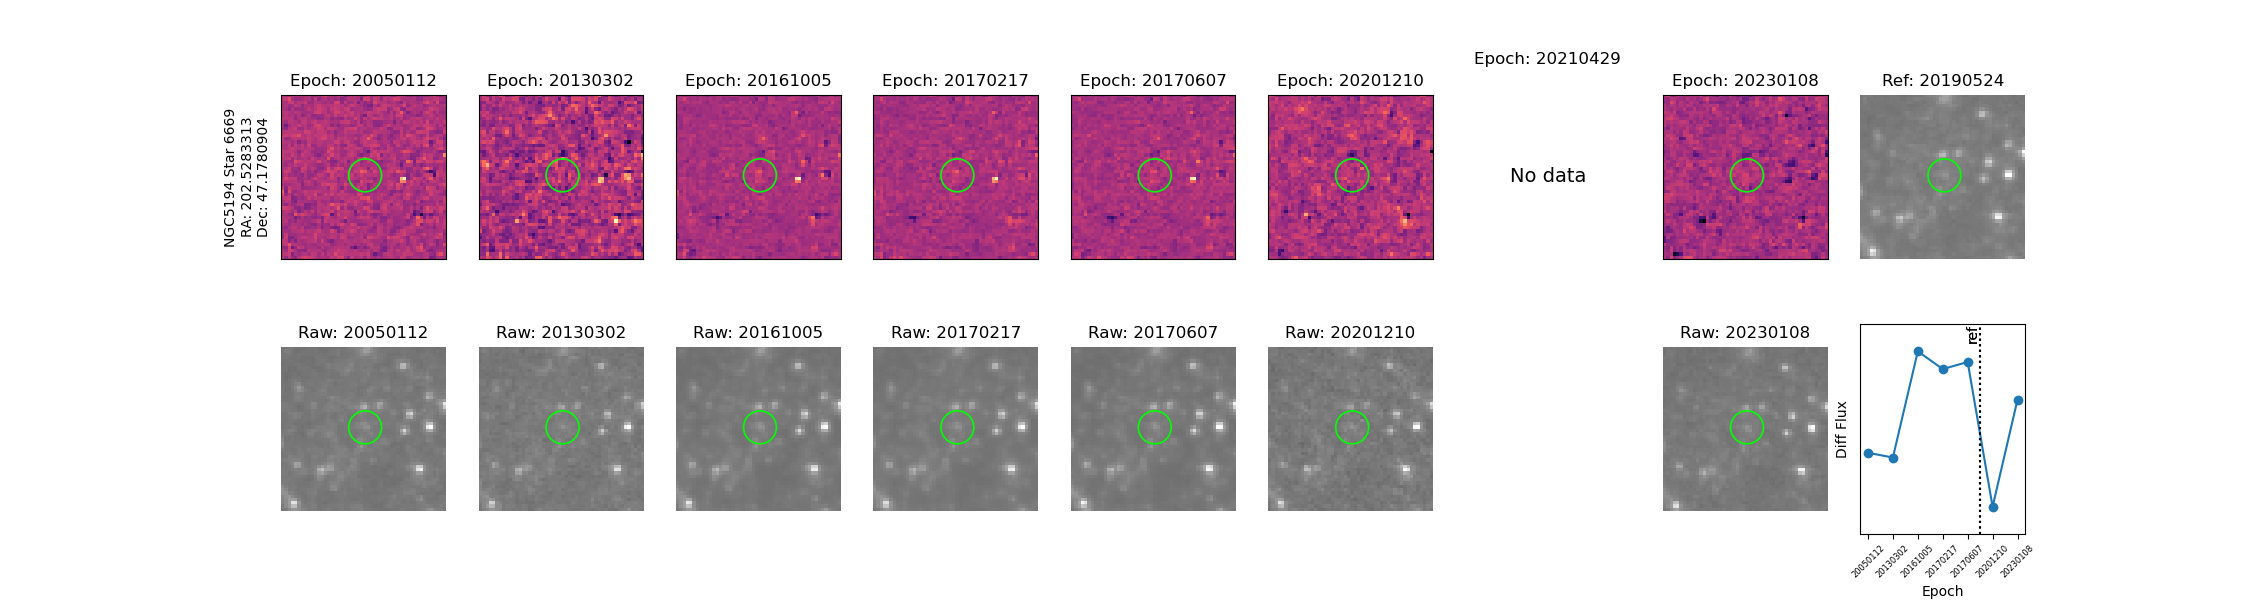 Epoch: 20210429
Epoch: 20050112
Epoch: 20130302
Epoch: 20161005
Epoch: 20170217
Epoch: 20170607
Epoch: 20201210
Epoch: 20230108
Ref: 20190524
NGC5194 Star 6669
RA: 202.5283313
Dec: 47.1780904
No data
Raw: 20050112
Raw: 20130302
Raw: 20161005
Raw: 20170217
Raw: 20170607
Raw: 20201210
Raw: 20230108
ref
Diff Flux
20050112
20130302
20161005
20170217
20170607
20201210
20230108
Epoch